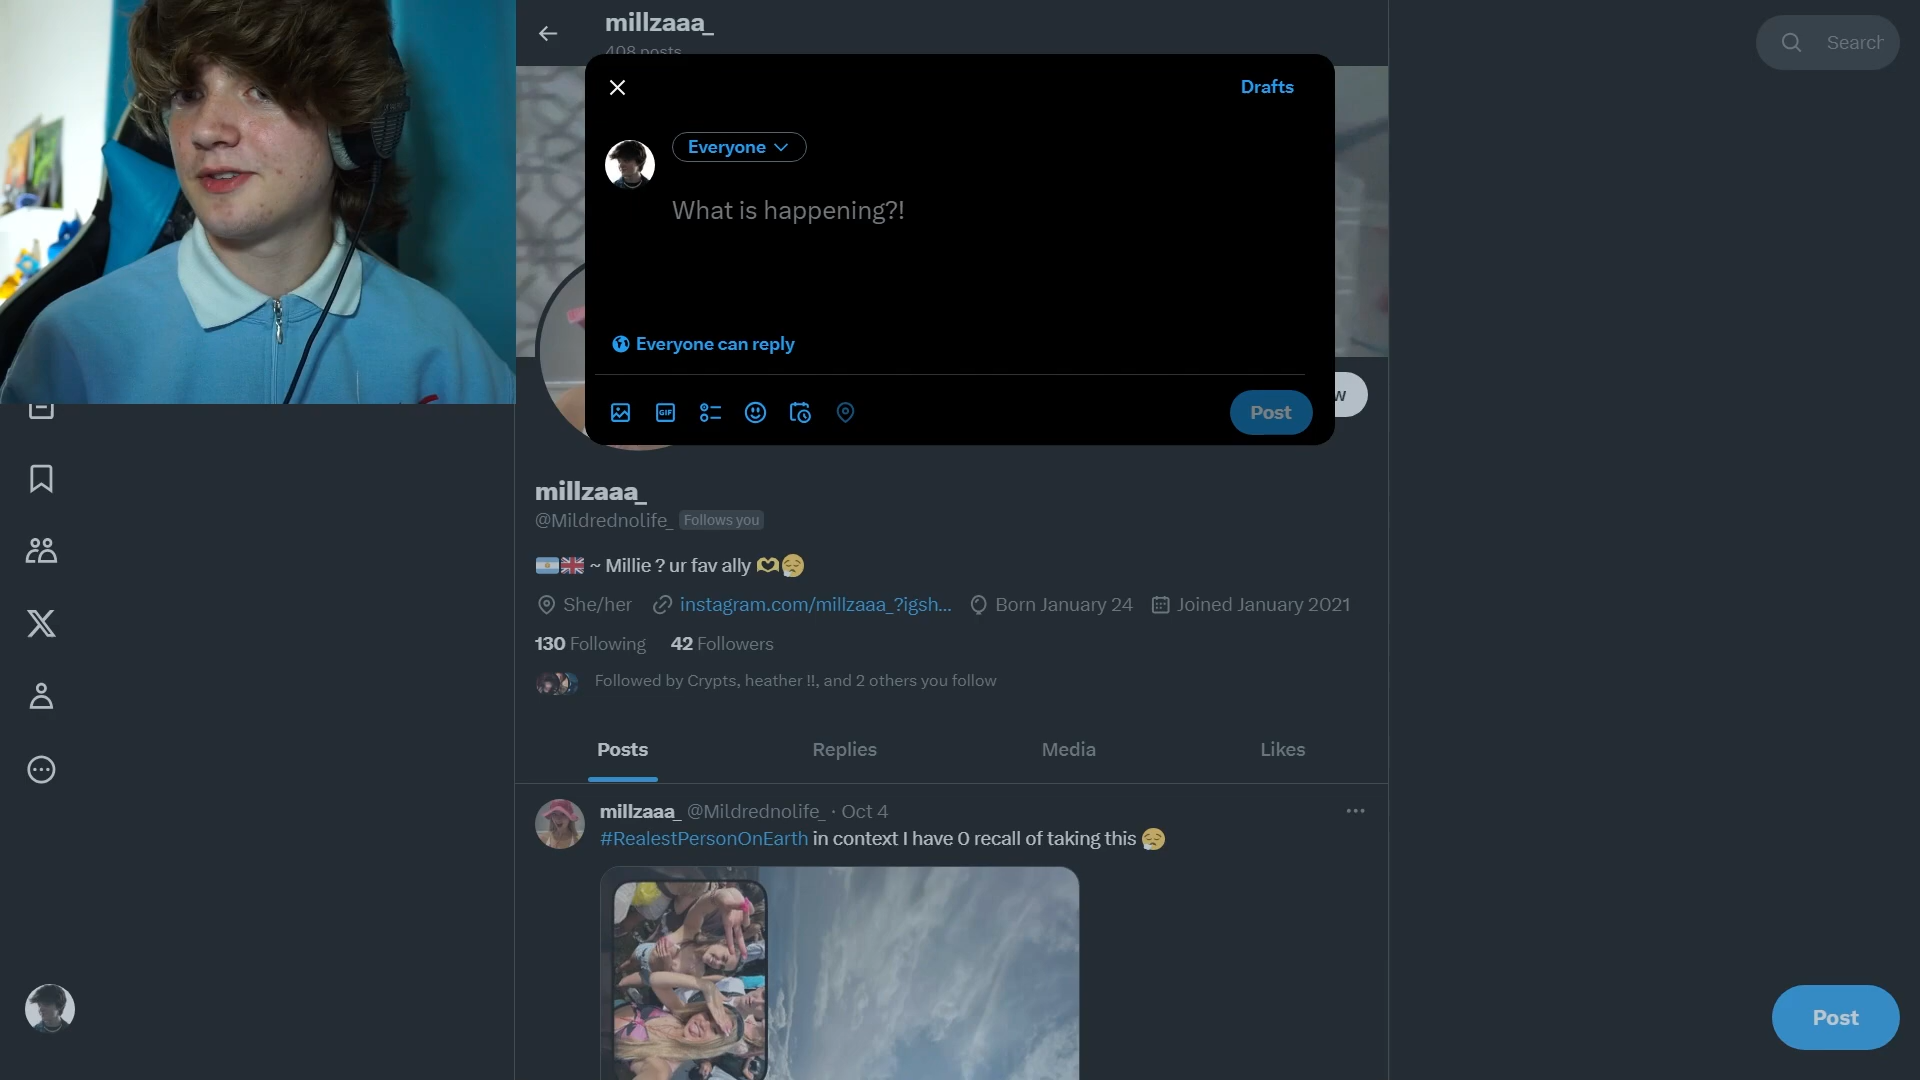 millzaaa_
408 posts
Search
Drafts
Everyone
What is happening?!
Everyone can reply
GIF
Post
w
millzaaa_
@Mildrednolife_ Follows you
🇦🇷🇬🇧 ~ Millie ? ur fav ally 🫶😮‍💨
She/her instagram.com/millzaaa_?igsh... Born January 24 Joined January 2021
130 Following 42 Followers
Followed by Crypts, heather !!, and 2 others you follow
Posts Replies Media Likes
millzaaa_ @Mildrednolife_ · Oct 4
#RealestPersonOnEarth in context I have 0 recall of taking this 😮‍💨
Post